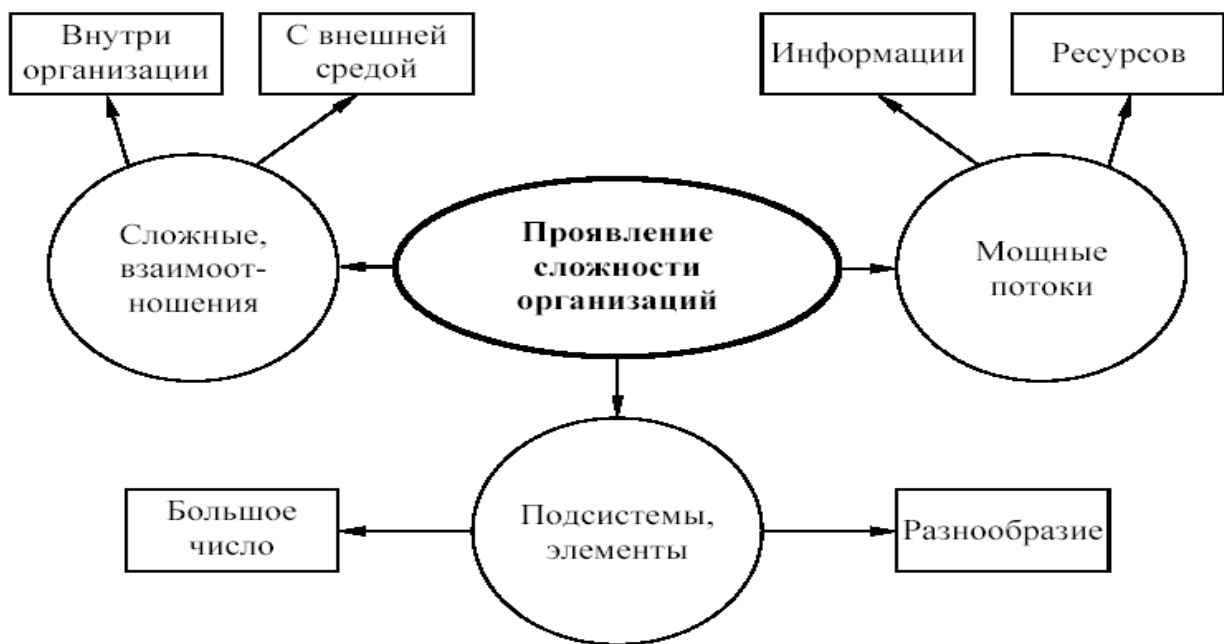 Внутри
организации
С внешней
средой
Информации
Ресурсов
Сложные,
взаимоот-
ношения
Проявление
сложности
организаций
Мощные
потоки
Большое
число
Подсистемы,
элементы
Разнообразие